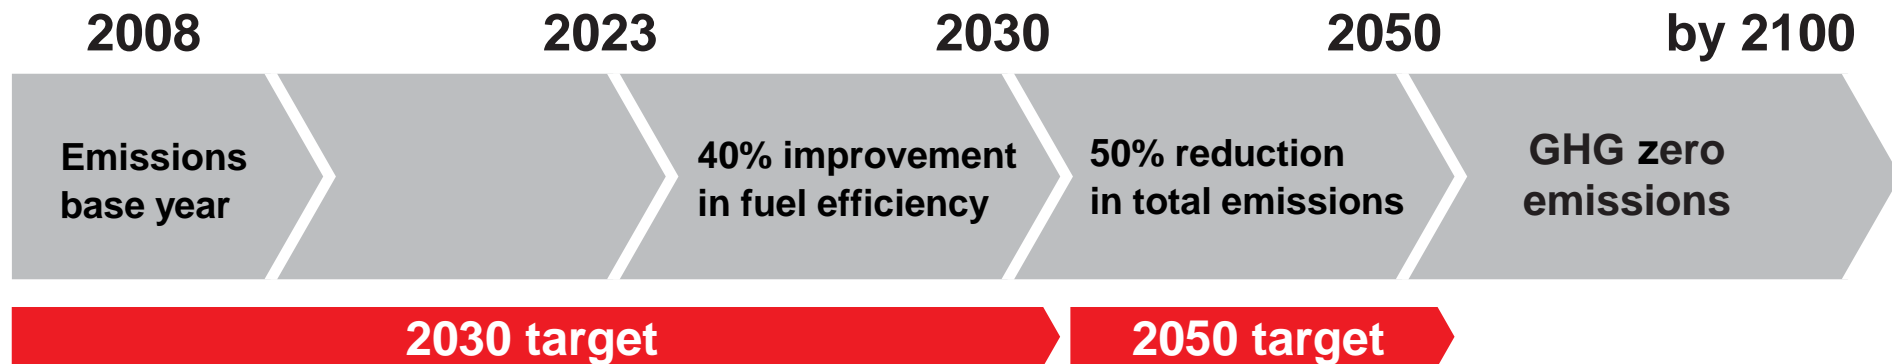 2008 2023 2030 2050 by 2100
Emissions
base year
40% improvement
in fuel efficiency
50% reduction
in total emissions
GHG zero
emissions
2030 target
2050 target